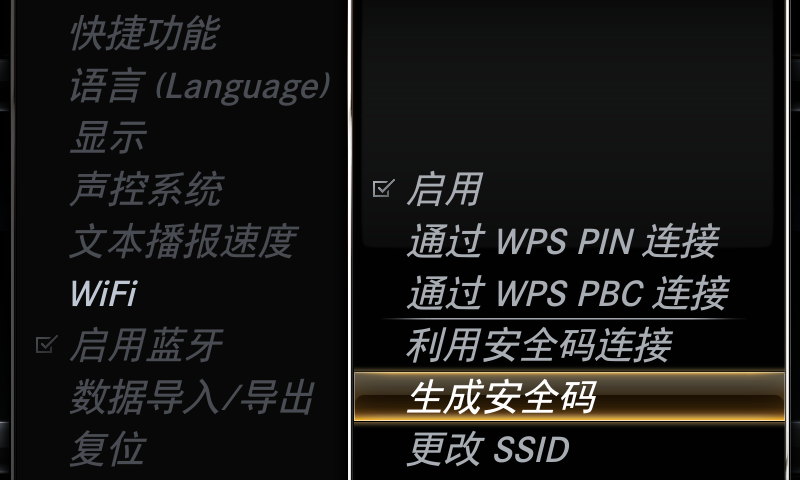 快捷功能
语言 (Language)
显示
声控系统
文本播报速度
WiFi
启用蓝牙
数据导入/导出
复位
启用
通过 WPS PIN 连接
通过 WPS PBC 连接
利用安全码连接
生成安全码
更改 SSID